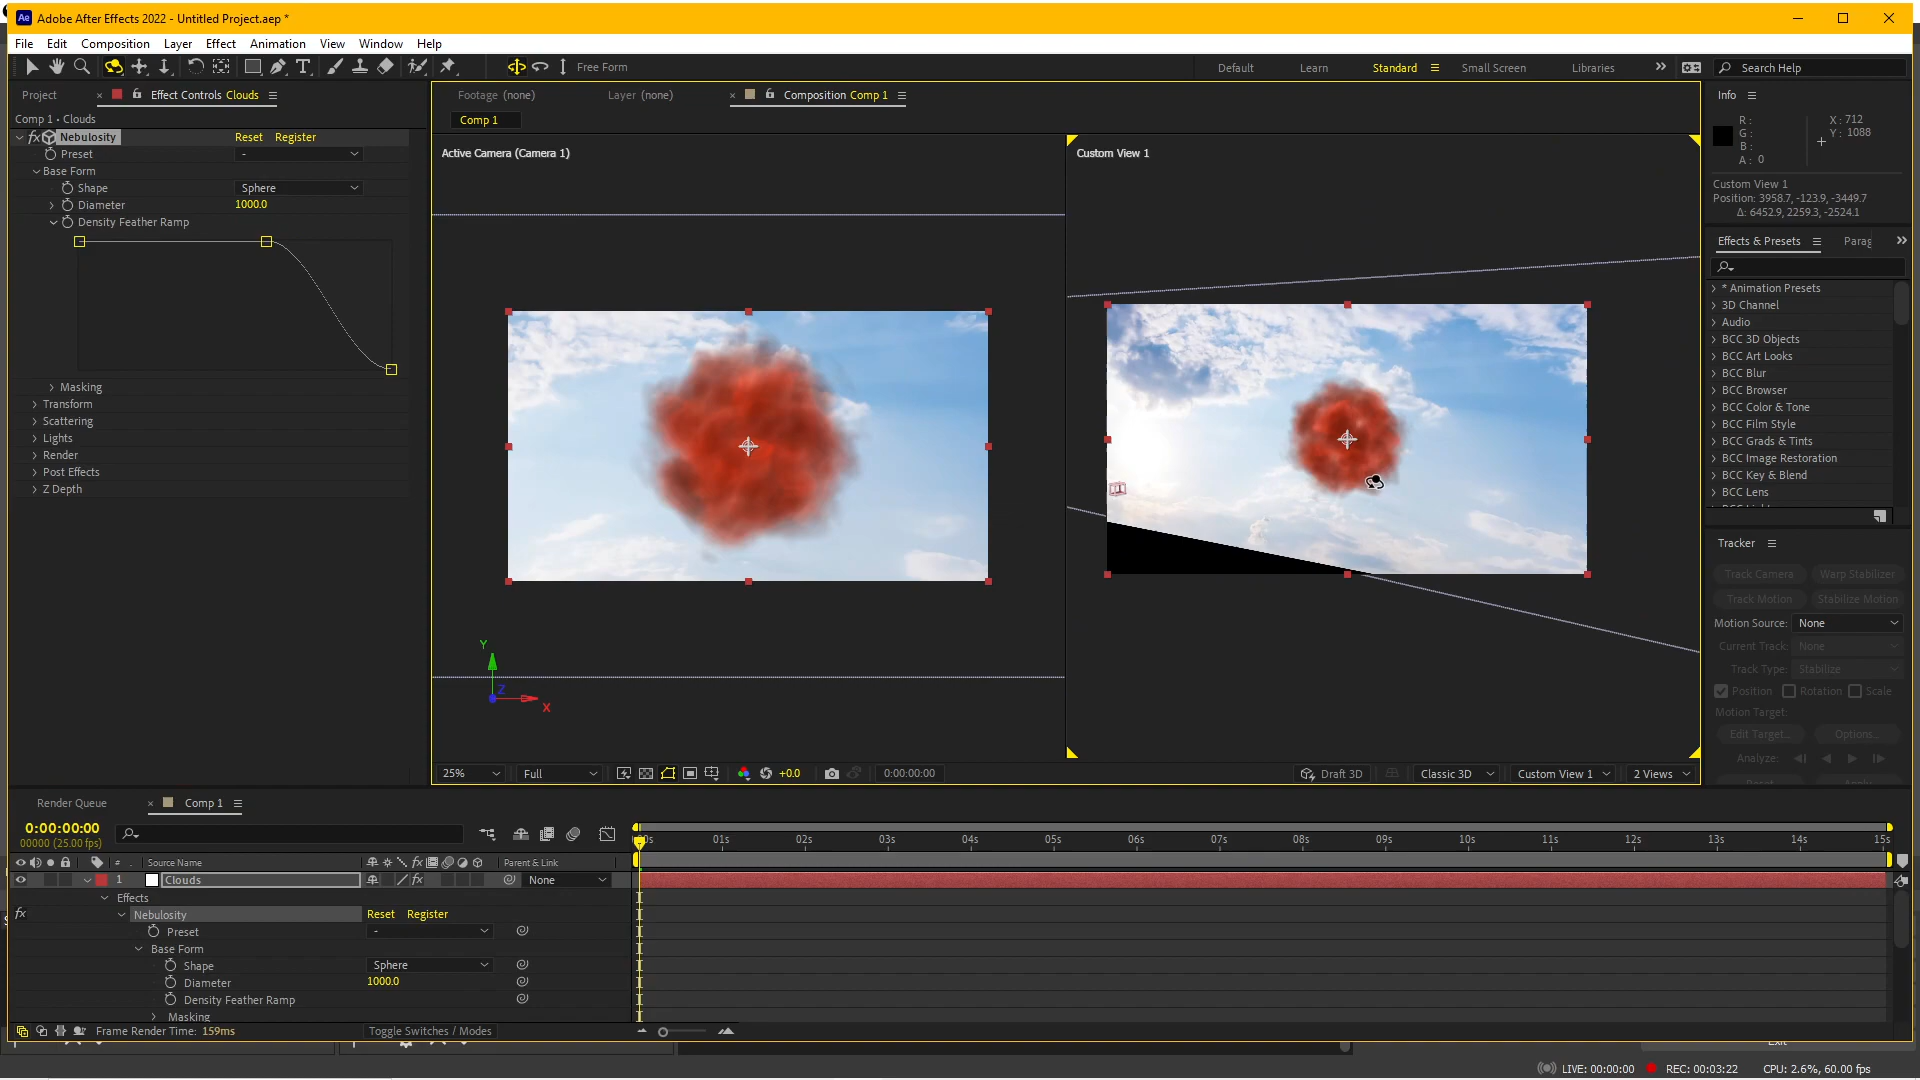 Ae Adobe After Effects 2022 - Untitled Project.aep *
File Edit Composition Layer Effect Animation View Window Help
Free Form Default Learn Standard Small Screen Libraries Search Help
Project Effect Controls Clouds
Comp 1 • Clouds
fx Nebulosity Reset Register
Preset -
Base Form
Shape Sphere
Diameter 1000.0
Density Feather Ramp
Masking
Transform
Scattering
Lights
Render
Post Effects
Z Depth
Footage (none) Layer (none) Composition Comp 1
Comp 1
Active Camera (Camera 1)
Custom View 1
Y
Z
X
25% Full +0.0 0:00:00:00 Draft 3D Classic 3D Custom View 1 2 Views
Info
R :
G :
B :
A : 0
X : 712
Y : 1088
Custom View 1
Position: 3958.7, -123.9, -3449.7
Δ: 6452.9, 2259.3, -2524.1
Effects & Presets Parag
* Animation Presets
3D Channel
Audio
BCC 3D Objects
BCC Art Looks
BCC Blur
BCC Browser
BCC Color & Tone
BCC Film Style
BCC Grads & Tints
BCC Image Restoration
BCC Key & Blend
BCC Lens
Tracker
Track Camera Warp Stabilizer
Track Motion Stabilize Motion
Motion Source: None
Current Track: None
Track Type: Stabilize
Position Rotation Scale
Motion Target:
Edit Target... Options...
Analyze:
Reset Apply
Render Queue Comp 1
0:00:00:00
00000 (25.00 fps)
# Source Name fx Parent & Link
1 Clouds fx None
Effects
fx Nebulosity Reset Register
Preset -
Base Form
Shape Sphere
Diameter 1000.0
Density Feather Ramp
Masking
Frame Render Time: 159ms Toggle Switches / Modes
00s 01s 02s 03s 04s 05s 06s 07s 08s 09s 10s 11s 12s 13s 14s 15s
Exit
LIVE: 00:00:00 REC: 00:03:22 CPU: 2.6%, 60.00 fps